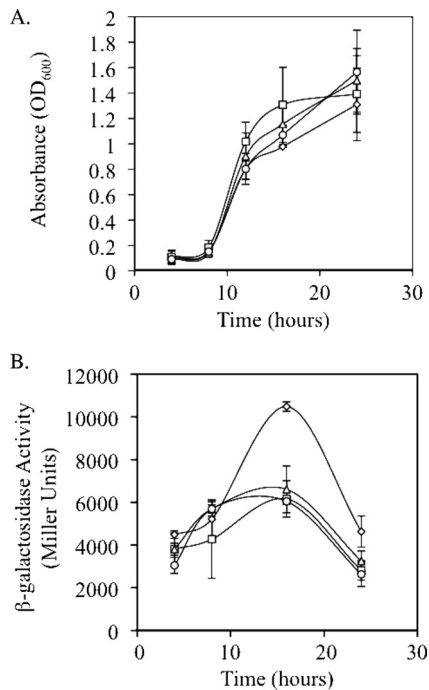 A.
Absorbance (OD600)
2
1.8
1.6
1.4
1.2
1
0.8
0.6
0.4
0.2
0
0 10 20 30
Time (hours)
B.
β-galactosidase Activity
(Miller Units)
12000
10000
8000
6000
4000
2000
0
0 10 20 30
Time (hours)